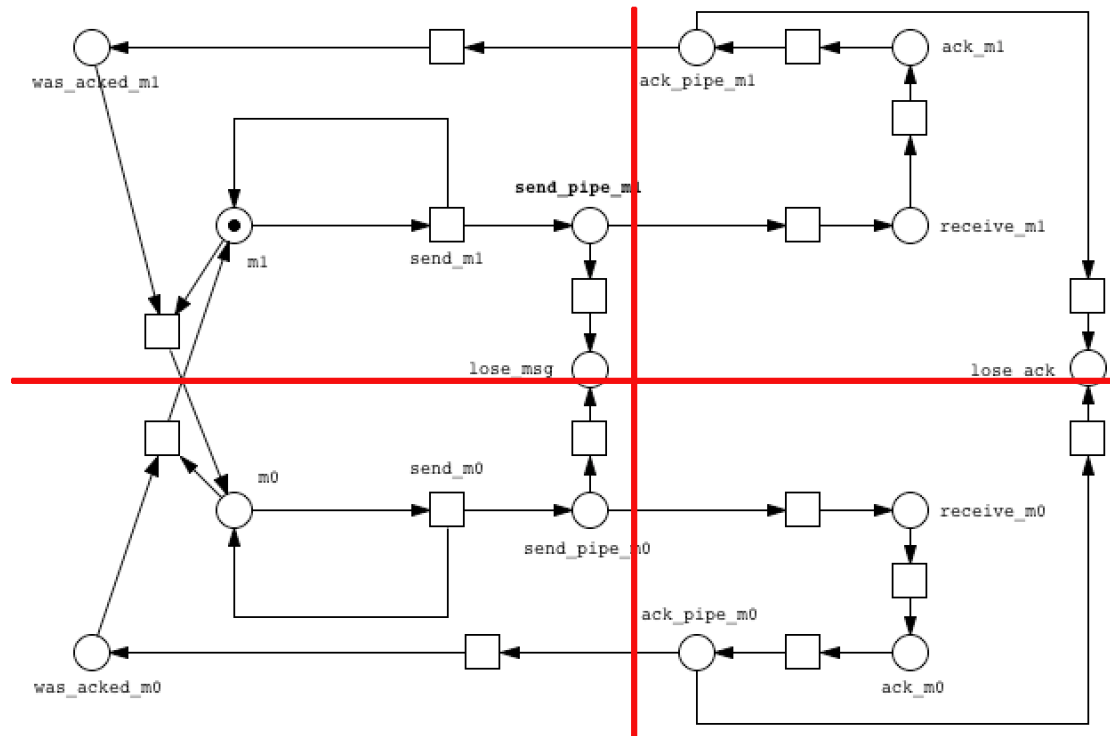 was_acked_m1
ack_pipe_m1
ack_m1
send_pipe_m1
m1
send_m1
receive_m1
lose_msg
lose_ack
m0
send_m0
send_pipe_m0
receive_m0
ack_pipe_m0
was_acked_m0
ack_m0